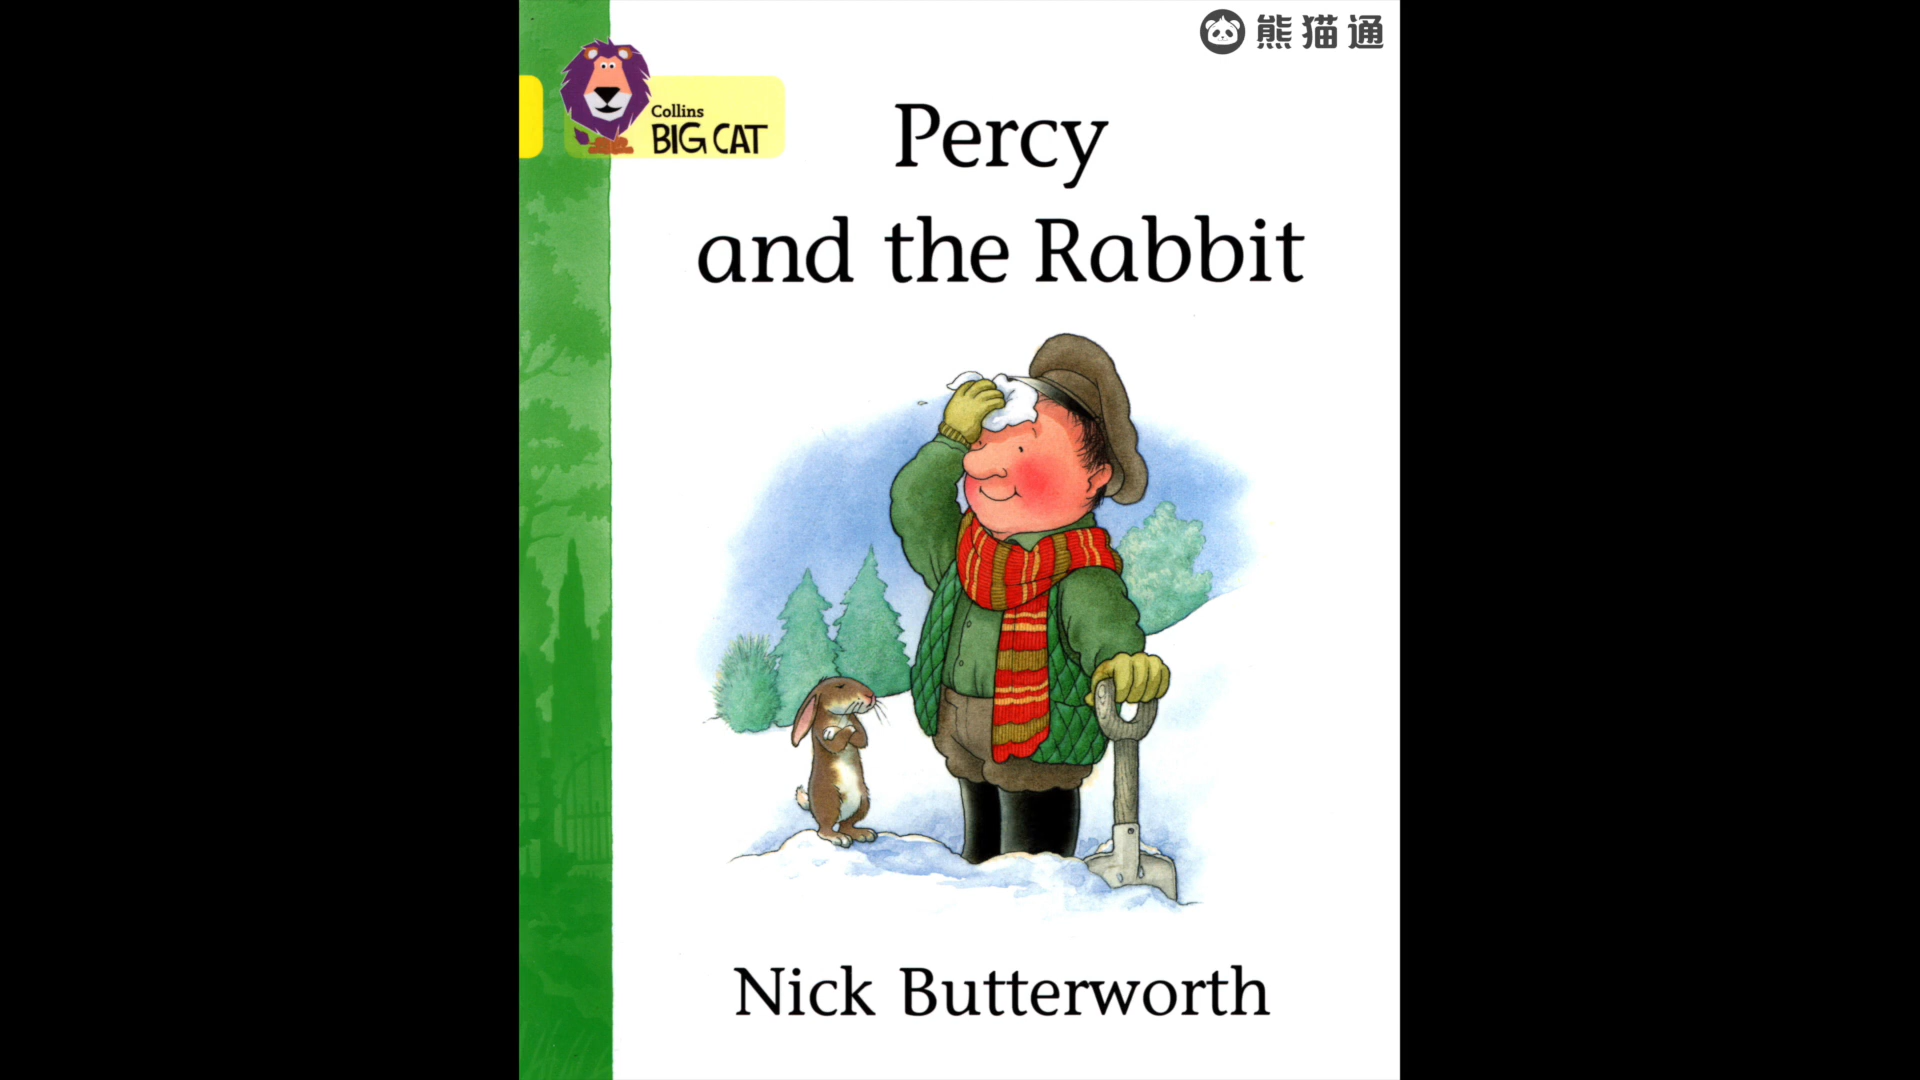 熊猫通
Collins
BIG CAT
Percy
and the Rabbit
Nick Butterworth